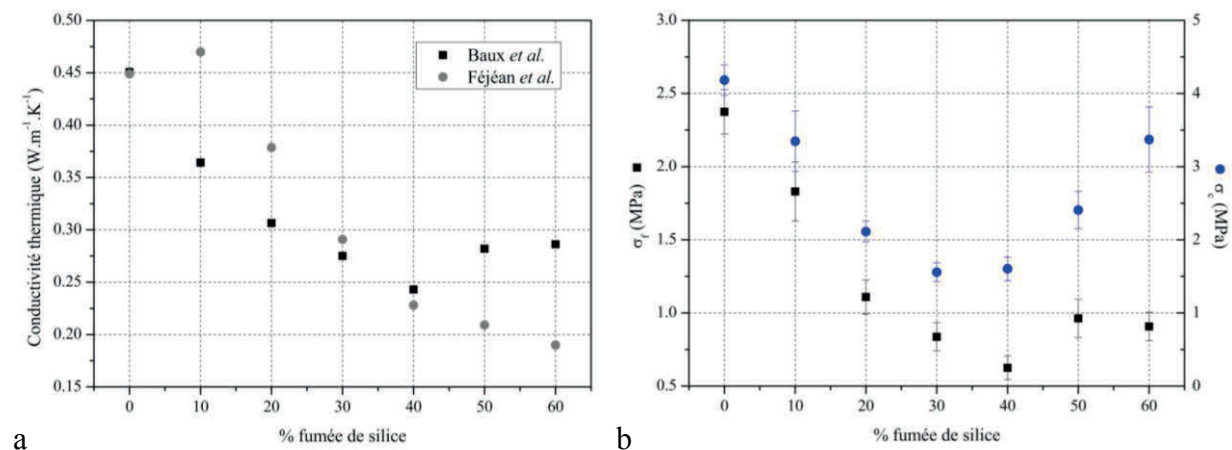 0.50
0.45
0.40
0.35
0.30
0.25
0.20
0.15
Conductivité thermique (W.m⁻¹.K⁻¹)
Baux et al.
Féjéan et al.
0 10 20 30 40 50 60
% fumée de silice
a
3.0
2.5
2.0
1.5
1.0
0.5
σf (MPa)
5
4
3
2
1
0
σc (MPa)
0 10 20 30 40 50 60
% fumée de silice
b